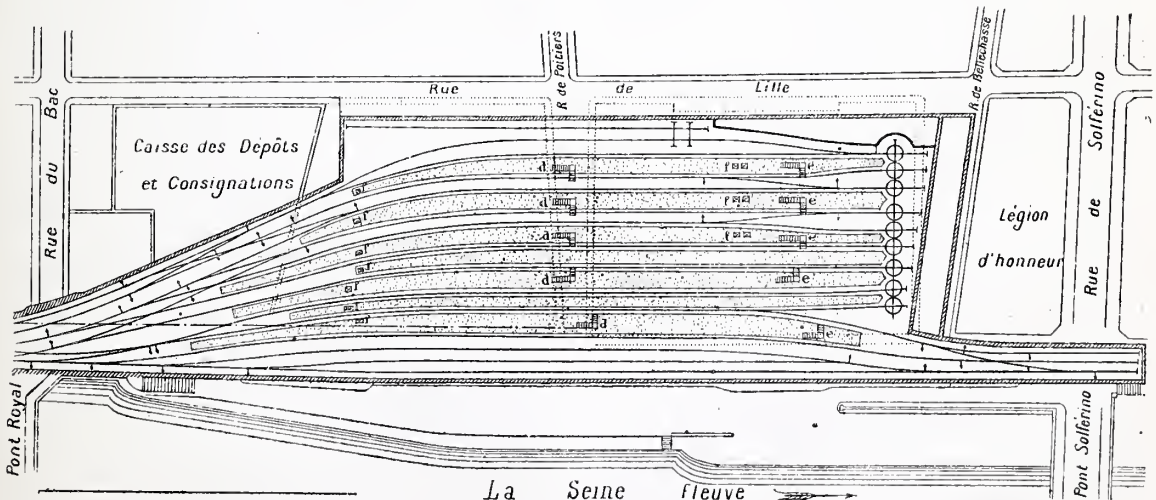 Rue
de
Lille
R. de Poitiers
R. de Bellechasse
Rue du Bac
Caisse des Dépôts
et Consignations
Légion
d'honneur
Rue de Solférino
d
f
e
d
f
e
d
f
e
d
e
d
e
f
f
f
f
f
f
Pont Royal
Pont Solférino
La Seine fleuve